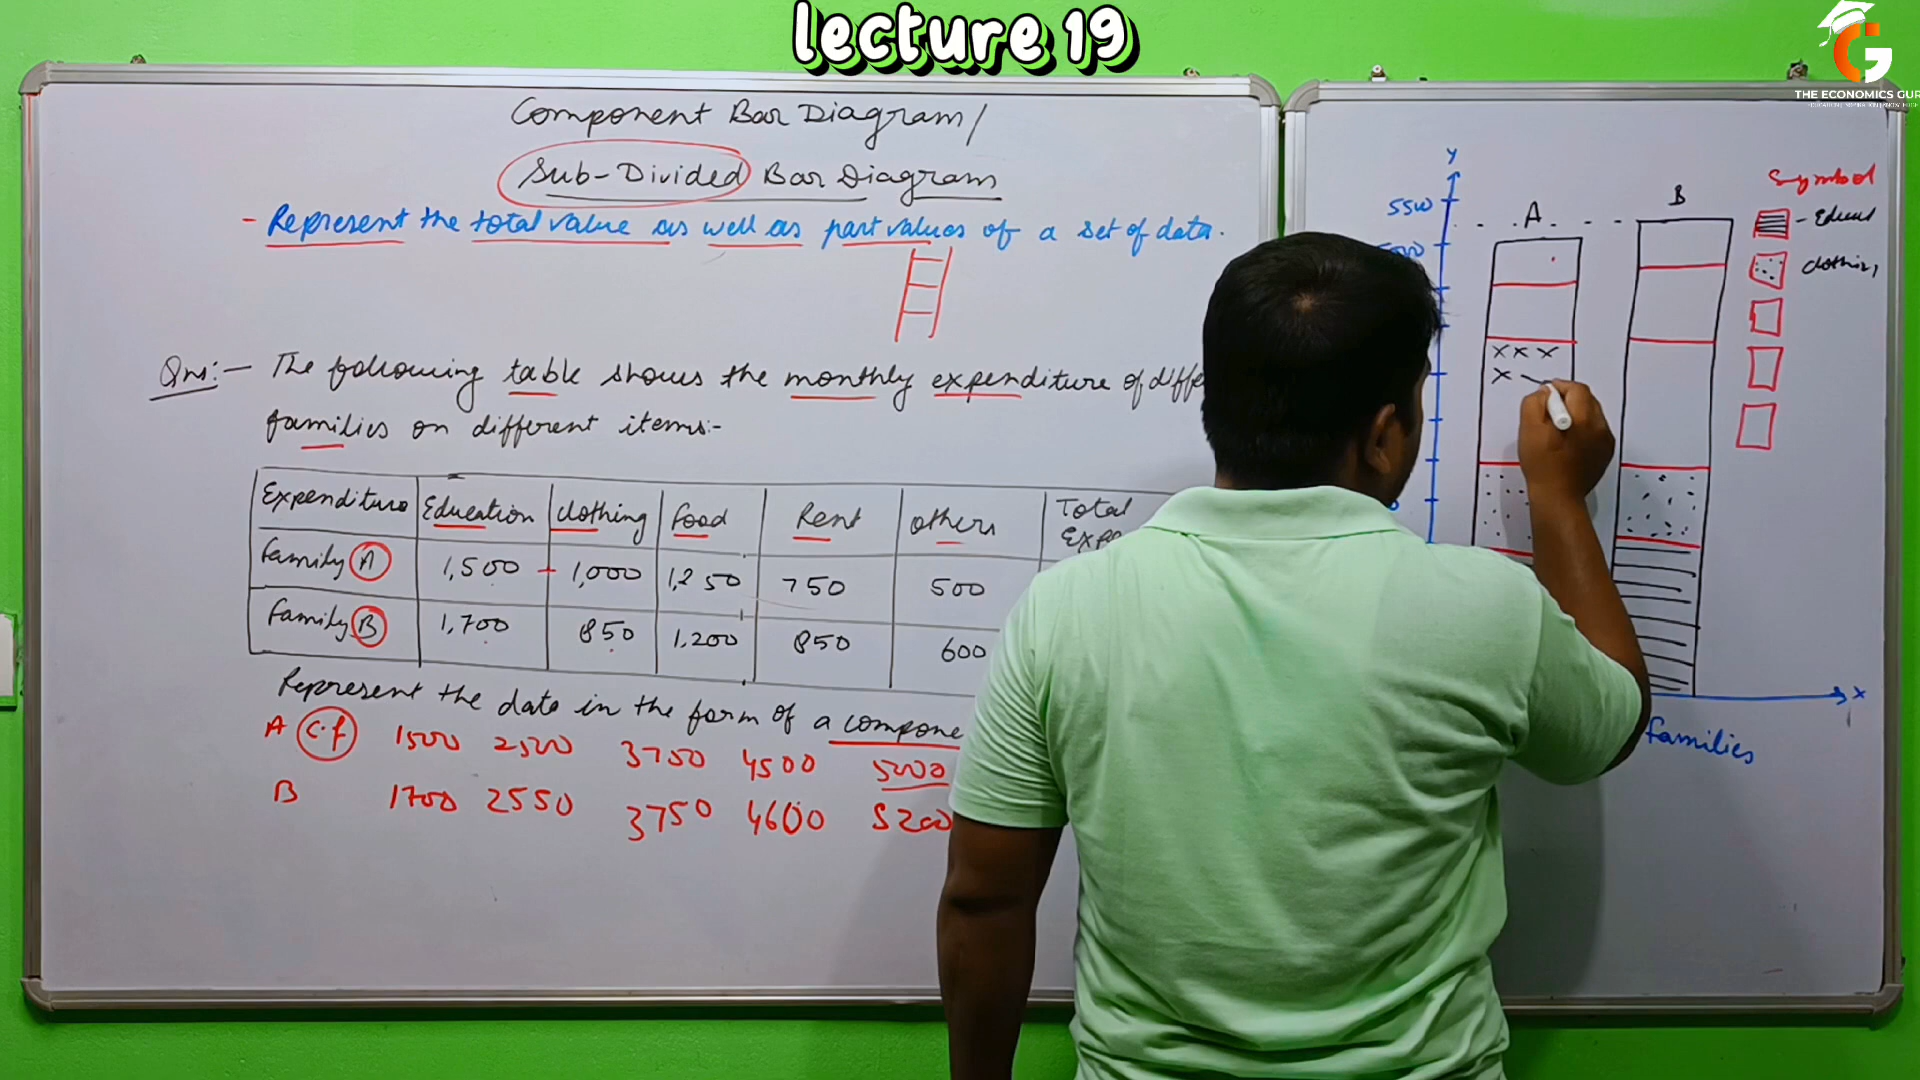 lecture 19
G
THE ECONOMICS GUR
Component Bar Diagram/
Sub-Divided Bar Diagram
- Represent the total value as well as part values of a set of data.
Qns:- The following table shows the monthly expenditure of diffe
families on different items:-
Expenditure Education clothing Food Rent others Total
Expe
Family A 1,500 1,000 1,250 750 500
Family B 1,700 850 1,200 850 600
Represent the data in the form of a compone
A C.f 1500 2500 3750 4500 5000
B 1700 2550 3750 4600 5200
Y
5500
A
B
Symbol
- Educat
clothing
X
families